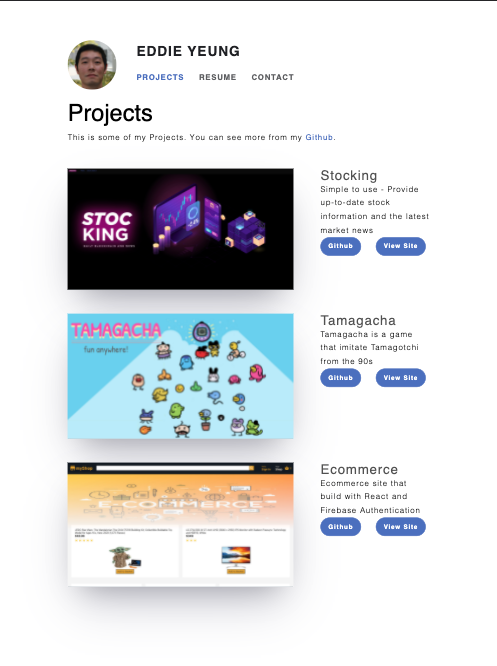 EDDIE YEUNG
PROJECTS RESUME CONTACT
Projects
This is some of my Projects. You can see more from my Github.
STOC
KING
Stocking
Simple to use - Provide
up-to-date stock
information and the latest
market news
Github View Site
TAMAGACHA
fun anywhere!
Tamagacha
Tamagacha is a game
that imitate Tamagotchi
from the 90s
Github View Site
myShop
E-COMMERCE
Ecommerce
Ecommerce site that
build with React and
Firebase Authentication
Github View Site